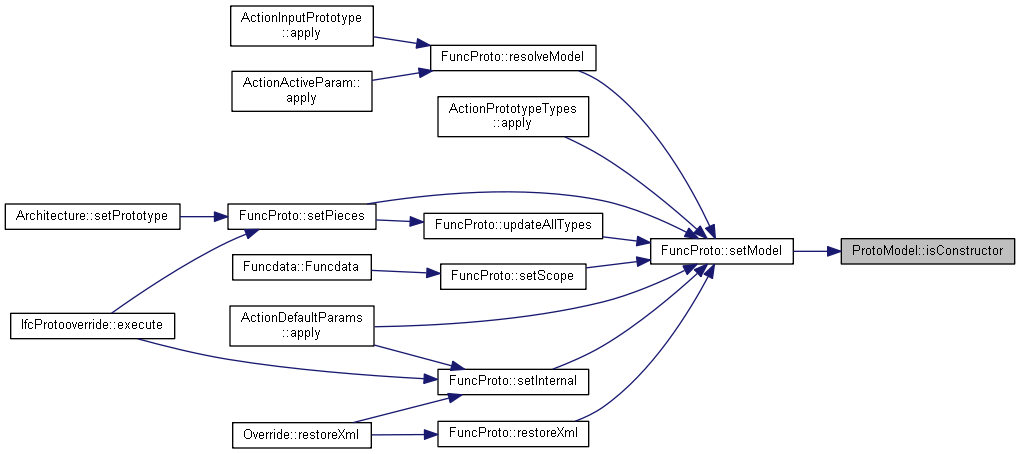 ActionInputPrototype
::apply
FuncProto::resolveModel
ActionActiveParam::
apply
ActionPrototypeTypes
::apply
Architecture::setPrototype
FuncProto::setPieces
FuncProto::updateAllTypes
FuncProto::setModel
ProtoModel::isConstructor
Funcdata::Funcdata
FuncProto::setScope
IfcProtooverride::execute
ActionDefaultParams
::apply
FuncProto::setInternal
Override::restoreXml
FuncProto::restoreXml